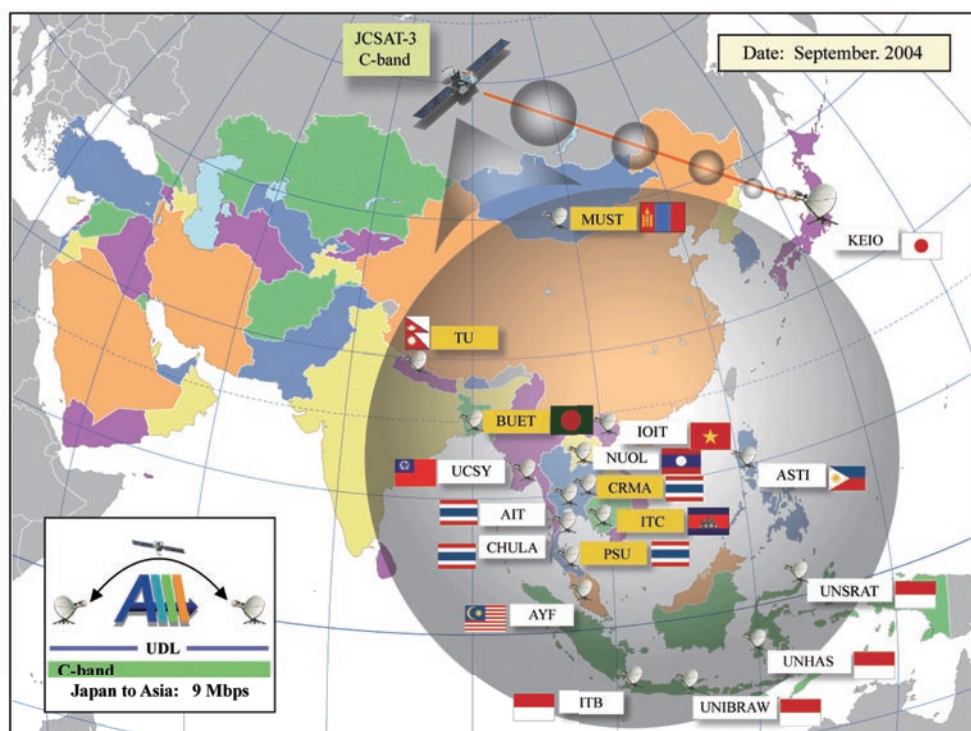 JCSAT-3
C-band
Date: September. 2004
MUST
KEIO
TU
BUET
IOIT
NUOL
UCSY
ASTI
CRMA
AIT
ITC
CHULA
PSU
UNSRAT
AYF
UNHAS
ITB
UNIBRAW
AIII
UDL
C-band
Japan to Asia: 9 Mbps